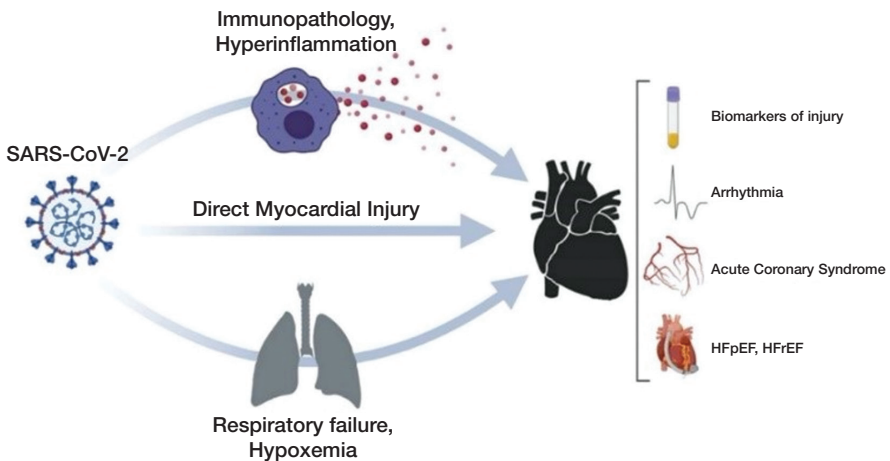 Immunopathology,
Hyperinflammation
SARS-CoV-2
Direct Myocardial Injury
Respiratory failure,
Hypoxemia
Biomarkers of injury
Arrhythmia
Acute Coronary Syndrome
HFpEF, HFrEF